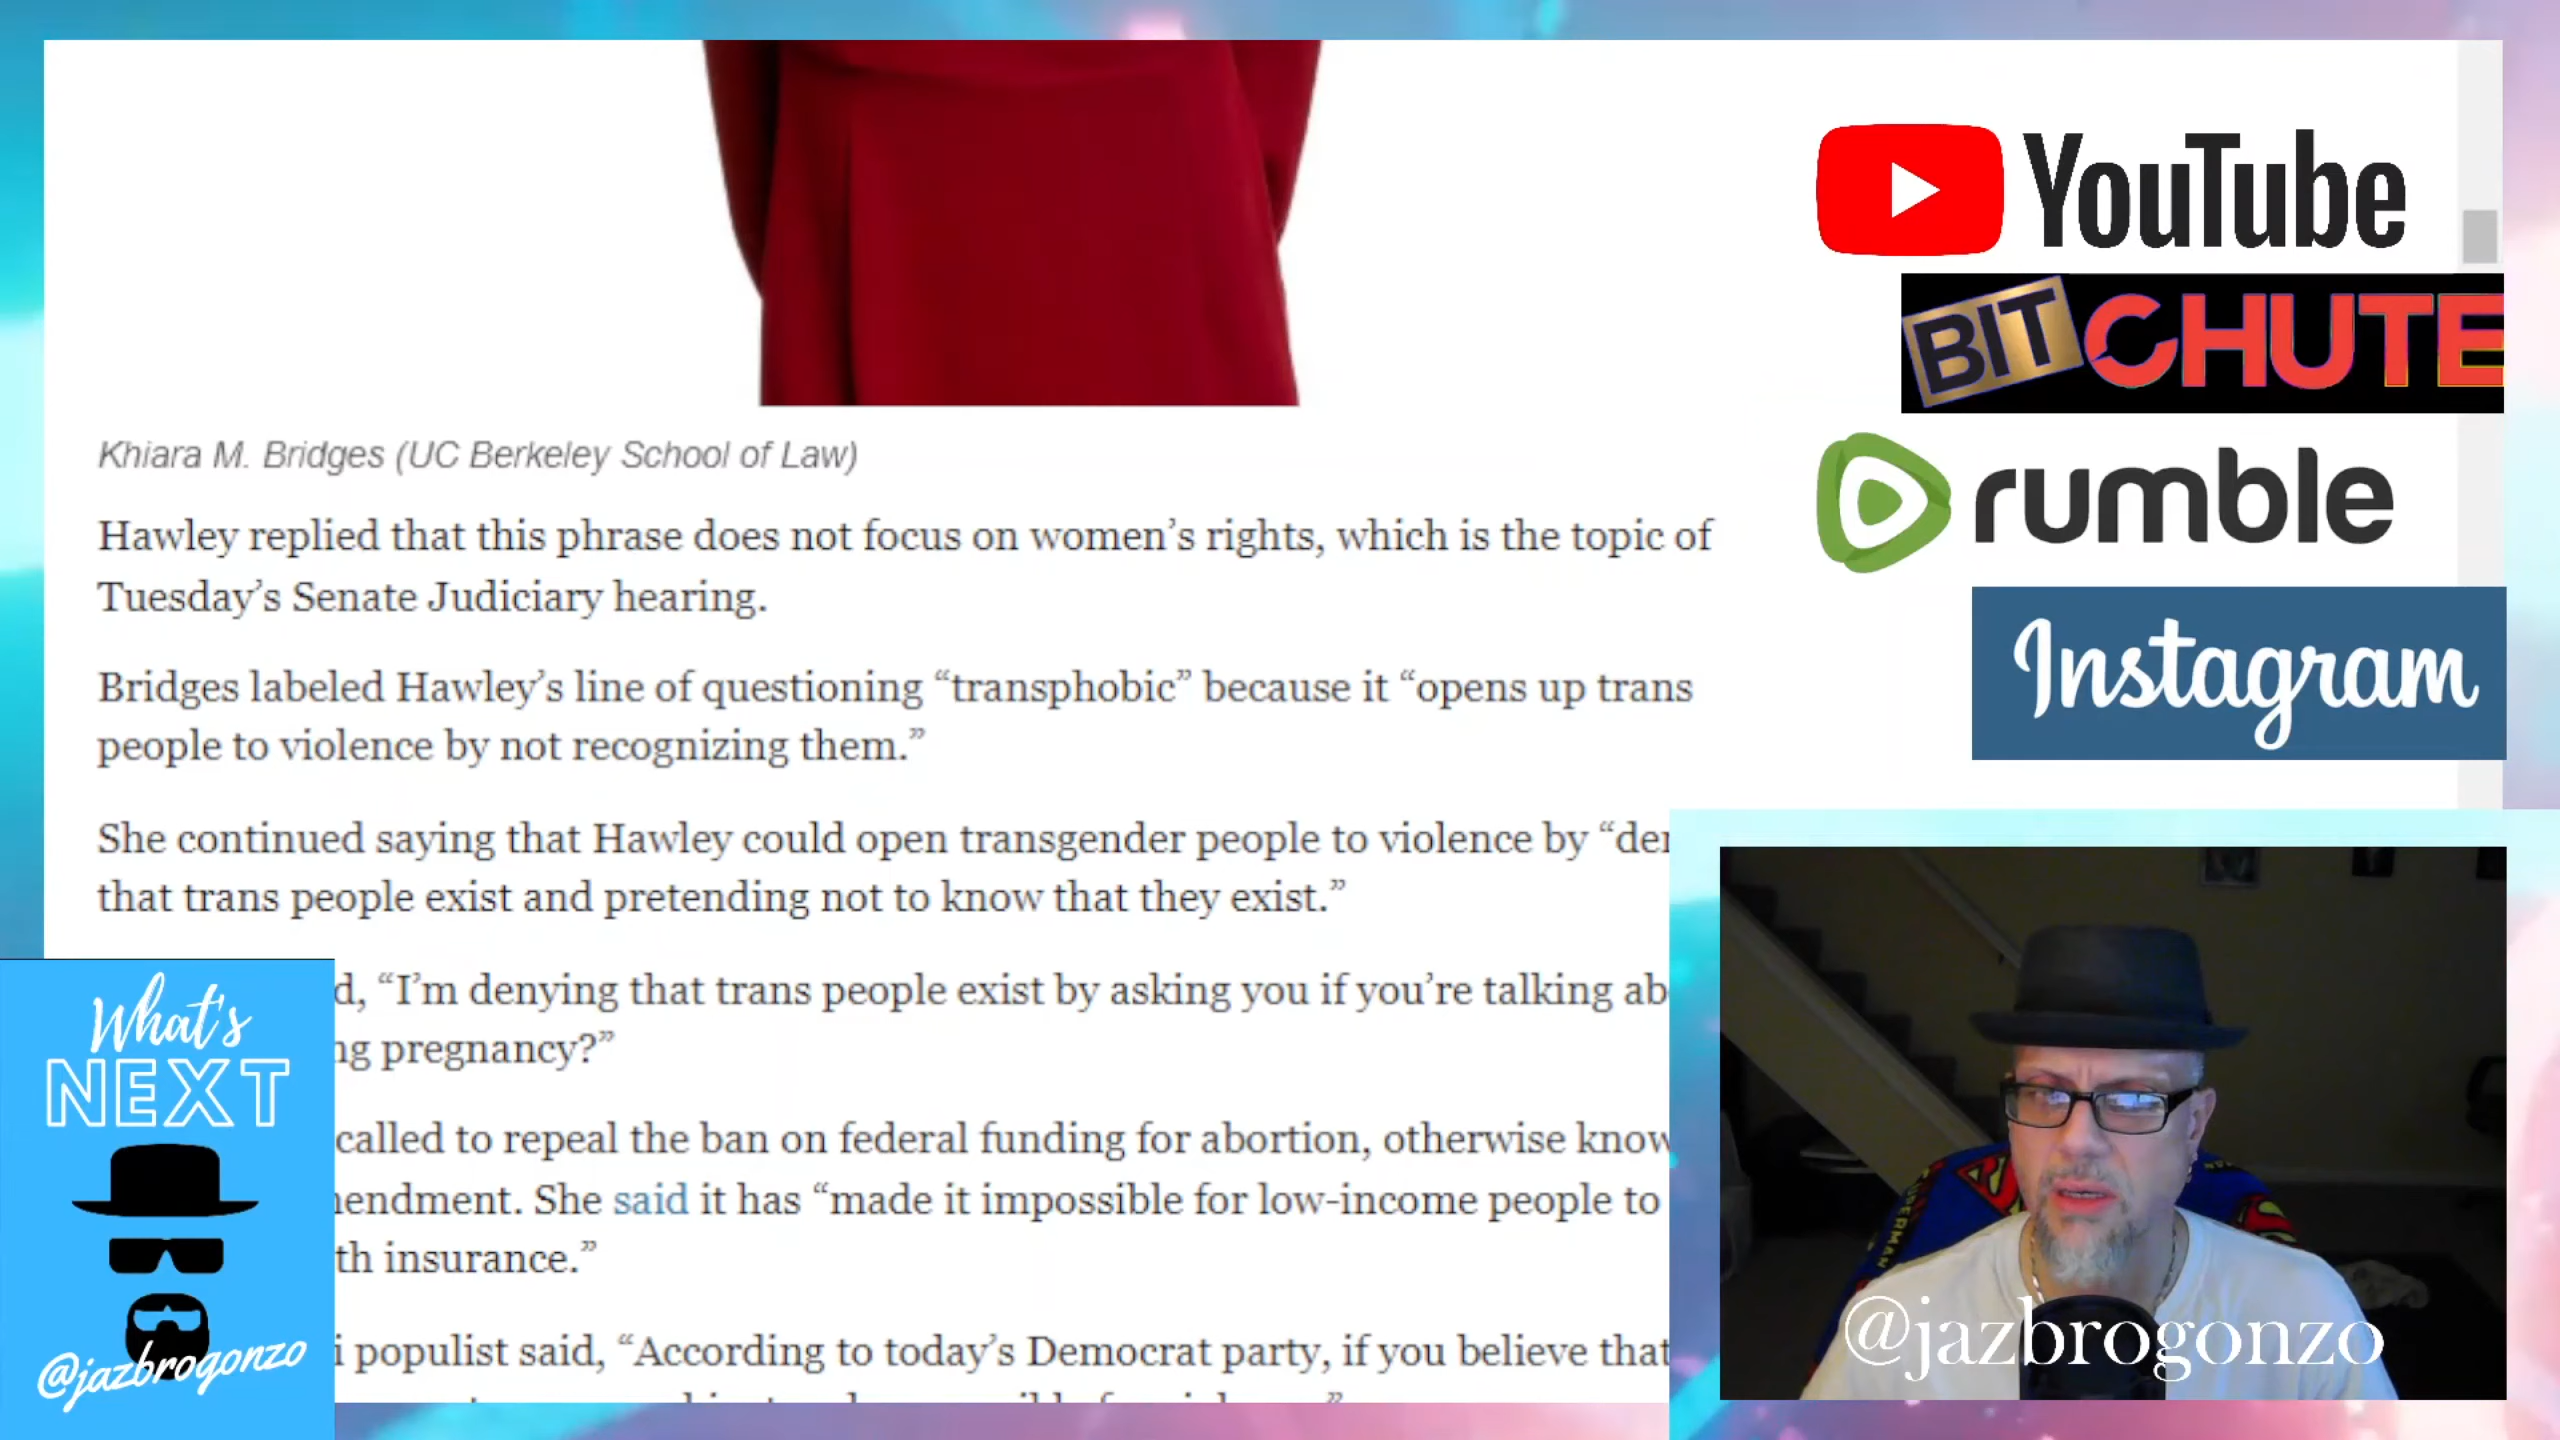 YouTube
BITCHUTE
rumble
Instagram
Khiara M. Bridges (UC Berkeley School of Law)
Hawley replied that this phrase does not focus on women’s rights, which is the topic of
Tuesday’s Senate Judiciary hearing.
Bridges labeled Hawley’s line of questioning “transphobic” because it “opens up trans
people to violence by not recognizing them.”
She continued saying that Hawley could open transgender people to violence by “de
that trans people exist and pretending not to know that they exist.”
d, “I’m denying that trans people exist by asking you if you’re talking ab
ng pregnancy?”
called to repeal the ban on federal funding for abortion, otherwise know
endment. She said it has “made it impossible for low-income people to
th insurance.”
i populist said, “According to today’s Democrat party, if you believe that
What's
NEXT
@jazbrogonzo
SUPERMAN
@jazbrogonzo